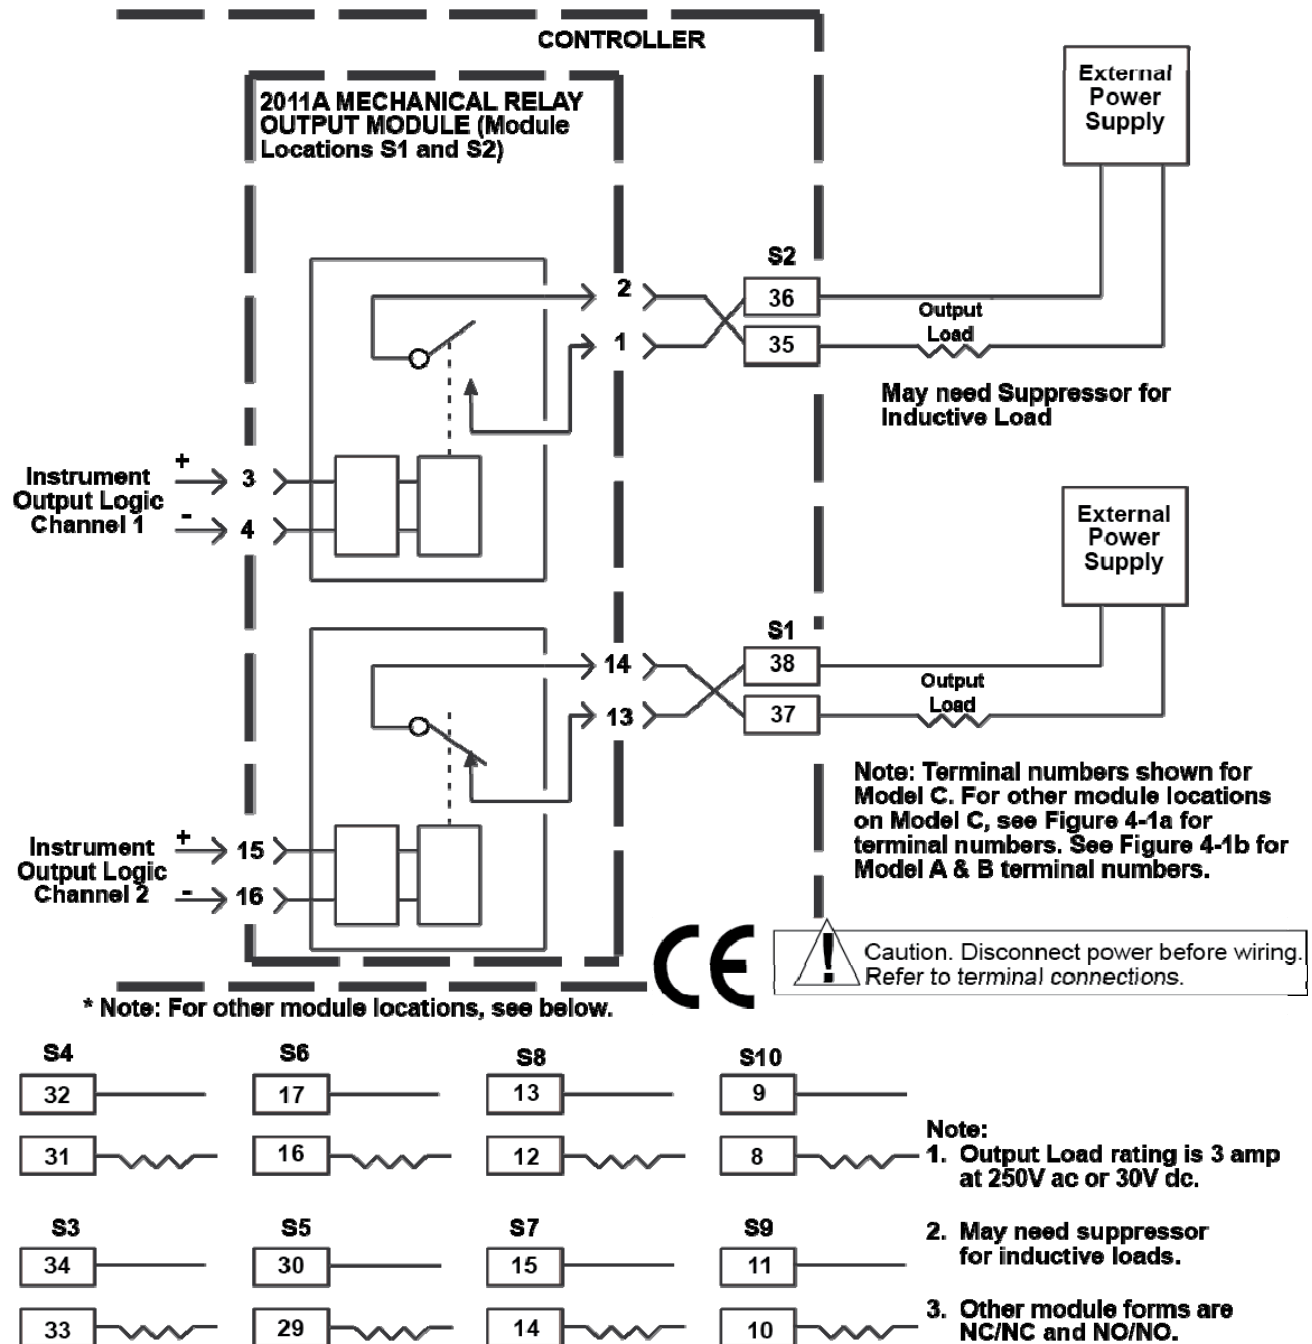 CONTROLLER
2011A MECHANICAL RELAY
OUTPUT MODULE (Module
Locations S1 and S2)
External
Power
Supply
S2
2
36
Output
Load
1
35
May need Suppressor for
Inductive Load
Instrument
Output Logic
Channel 1
+
3
-
4
External
Power
Supply
S1
14
38
Output
Load
13
37
Note: Terminal numbers shown for
Model C. For other module locations
on Model C, see Figure 4-1a for
terminal numbers. See Figure 4-1b for
Model A & B terminal numbers.
Instrument
Output Logic
Channel 2
+
15
-
16
CE
! Caution. Disconnect power before wiring.
Refer to terminal connections.
* Note: For other module locations, see below.
S4 S6 S8 S10
32 17 13 9
31 16 12 8
S3 S5 S7 S9
34 30 15 11
33 29 14 10
Note:
1. Output Load rating is 3 amp
at 250V ac or 30V dc.
2. May need suppressor
for inductive loads.
3. Other module forms are
NC/NC and NO/NO.